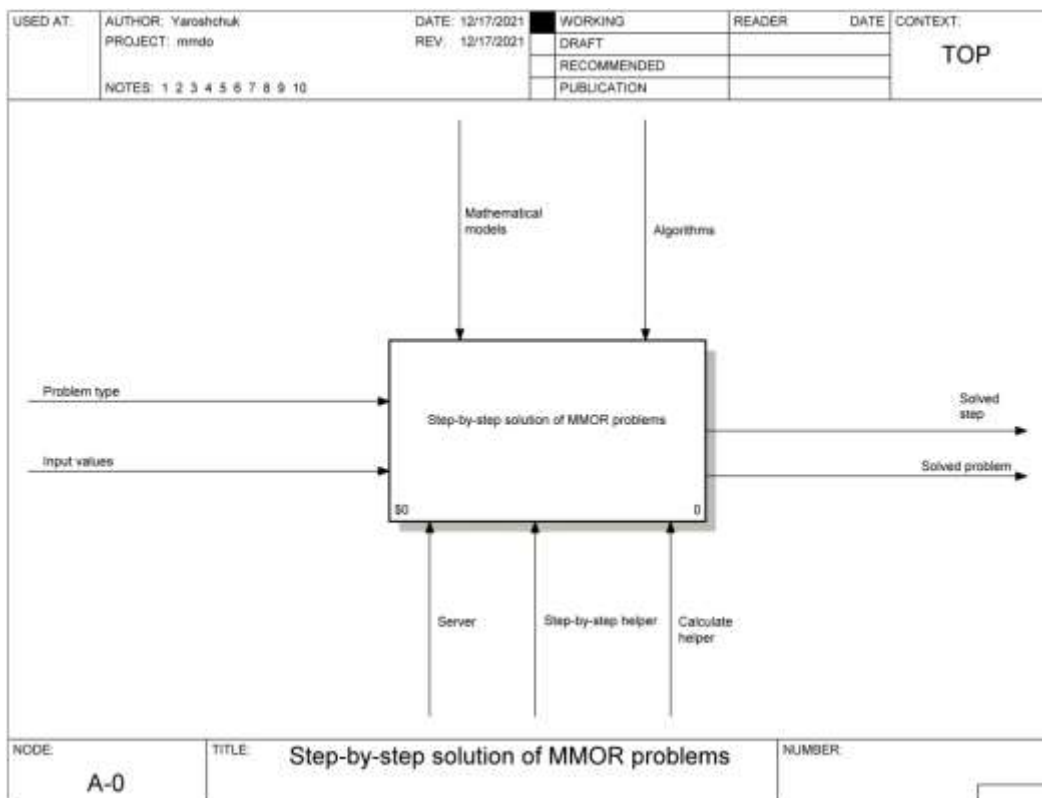 USED AT:
AUTHOR: Yaroshchuk
DATE: 12/17/2021
WORKING
READER
DATE
CONTEXT:
PROJECT: mmdo
REV: 12/17/2021
DRAFT
TOP
RECOMMENDED
NOTES: 1 2 3 4 5 6 7 8 9 10
PUBLICATION
Mathematical
models
Algorithms
Problem type
Step-by-step solution of MMOR problems
Solved
step
Input values
Solved problem
$0
0
Server
Step-by-step helper
Calculate
helper
NODE:
TITLE:
Step-by-step solution of MMOR problems
NUMBER:
A-0